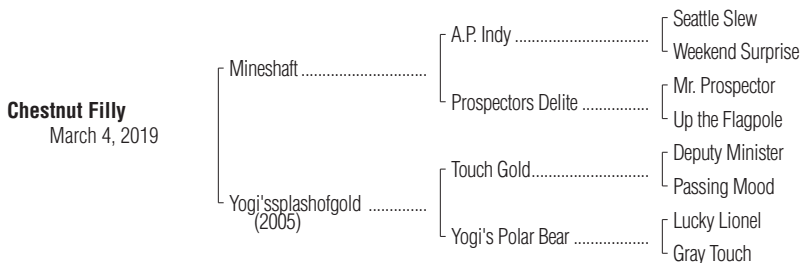 Chestnut Filly
March 4, 2019
Mineshaft ..............................
Yogi'ssplashofgold ..............
(2005)
A.P. Indy ................................
Prospectors Delite ................
Touch Gold............................
Yogi's Polar Bear ..................
Seattle Slew
Weekend Surprise
Mr. Prospector
Up the Flagpole
Deputy Minister
Passing Mood
Lucky Lionel
Gray Touch